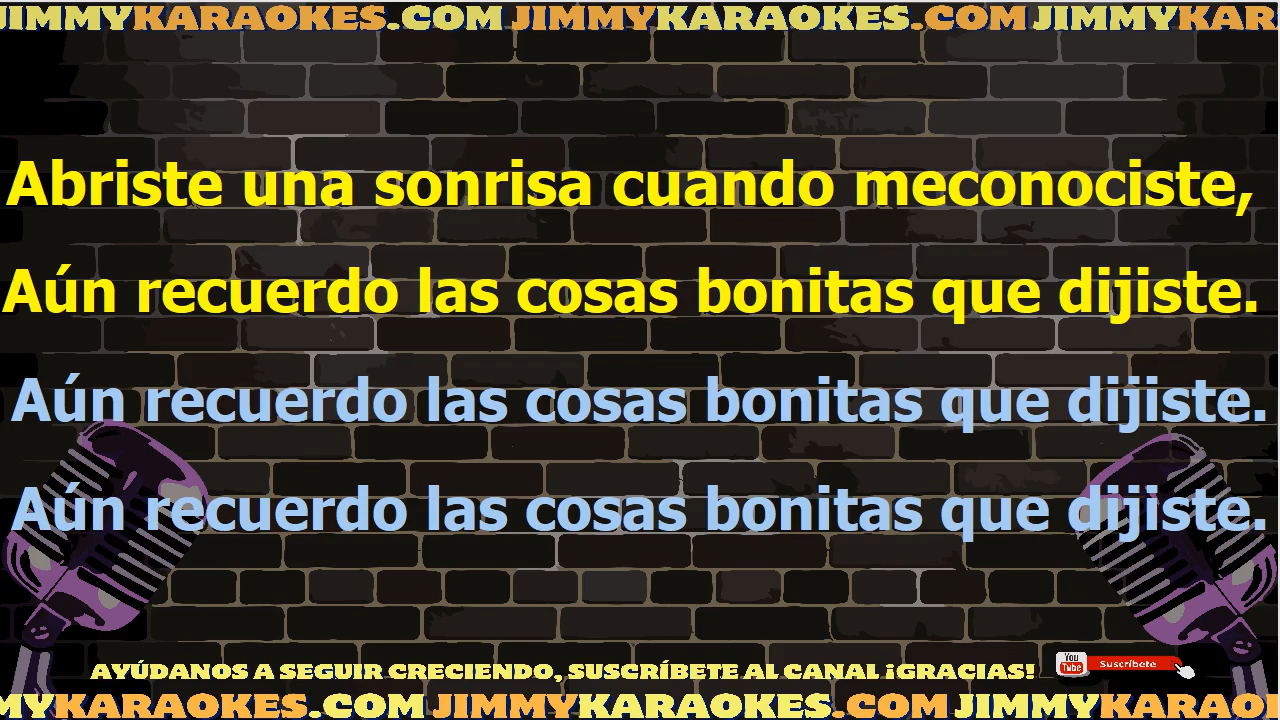 JIMMYKARAOKES.COM JIMMYKARAOKES.COM JIMMYKAR
Abriste una sonrisa cuando meconociste,
Aún recuerdo las cosas bonitas que dijiste.
Aún recuerdo las cosas bonitas que dijiste.
Aún recuerdo las cosas bonitas que dijiste.
AYÚDANOS A SEGUIR CRECIENDO, SUSCRÍBETE AL CANAL ¡GRACIAS! You Tube Suscríbete
MYKARAOKES.COM JIMMYKARAOKES.COM JIMMYKARAO